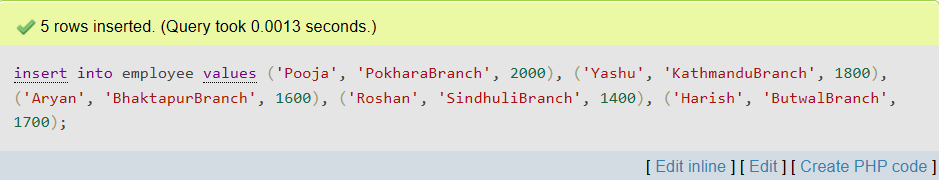 5 rows inserted. (Query took 0.0013 seconds.)
insert into employee values ('Pooja', 'PokharaBranch', 2000), ('Yashu', 'KathmanduBranch', 1800),
('Aryan', 'BhaktapurBranch', 1600), ('Roshan', 'SindhuliBranch', 1400), ('Harish', 'ButwalBranch',
1700);
[ Edit inline ] [ Edit ] [ Create PHP code ]